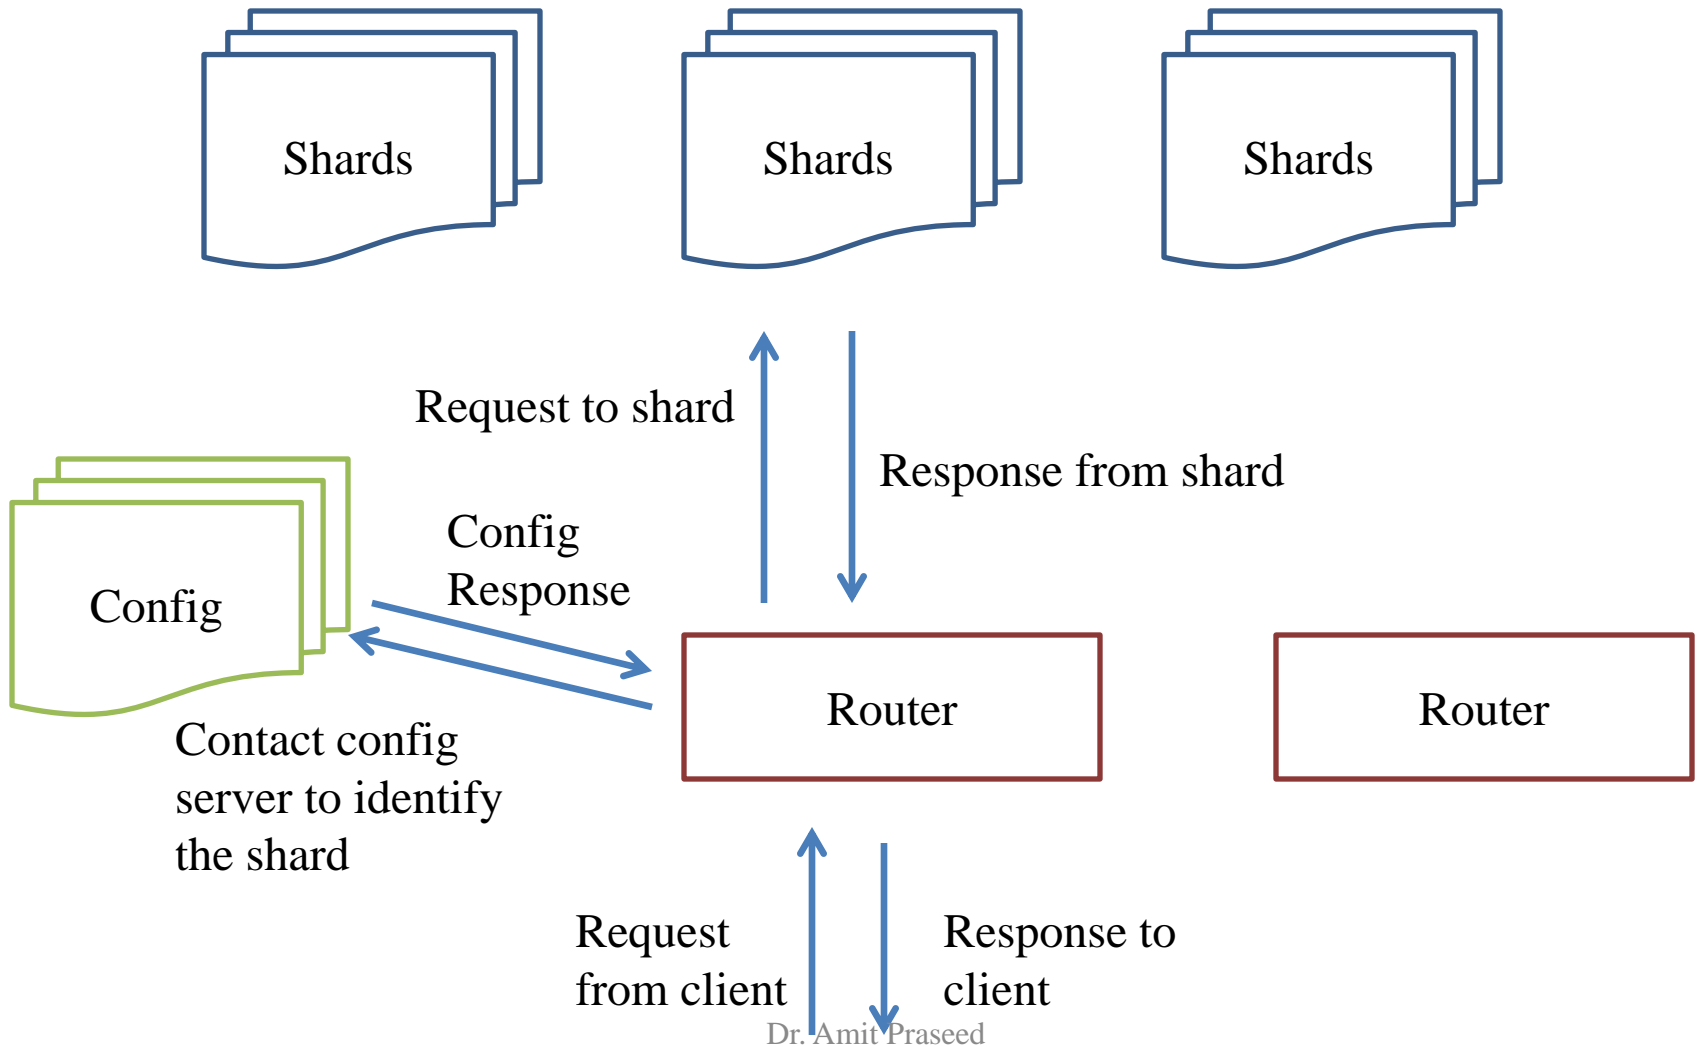 Shards
Shards
Shards
Request to shard
Response from shard
Config
Response
Config
Router
Router
Contact config
server to identify
the shard
Request
from client
Response to
client
Dr. Amit Praseed